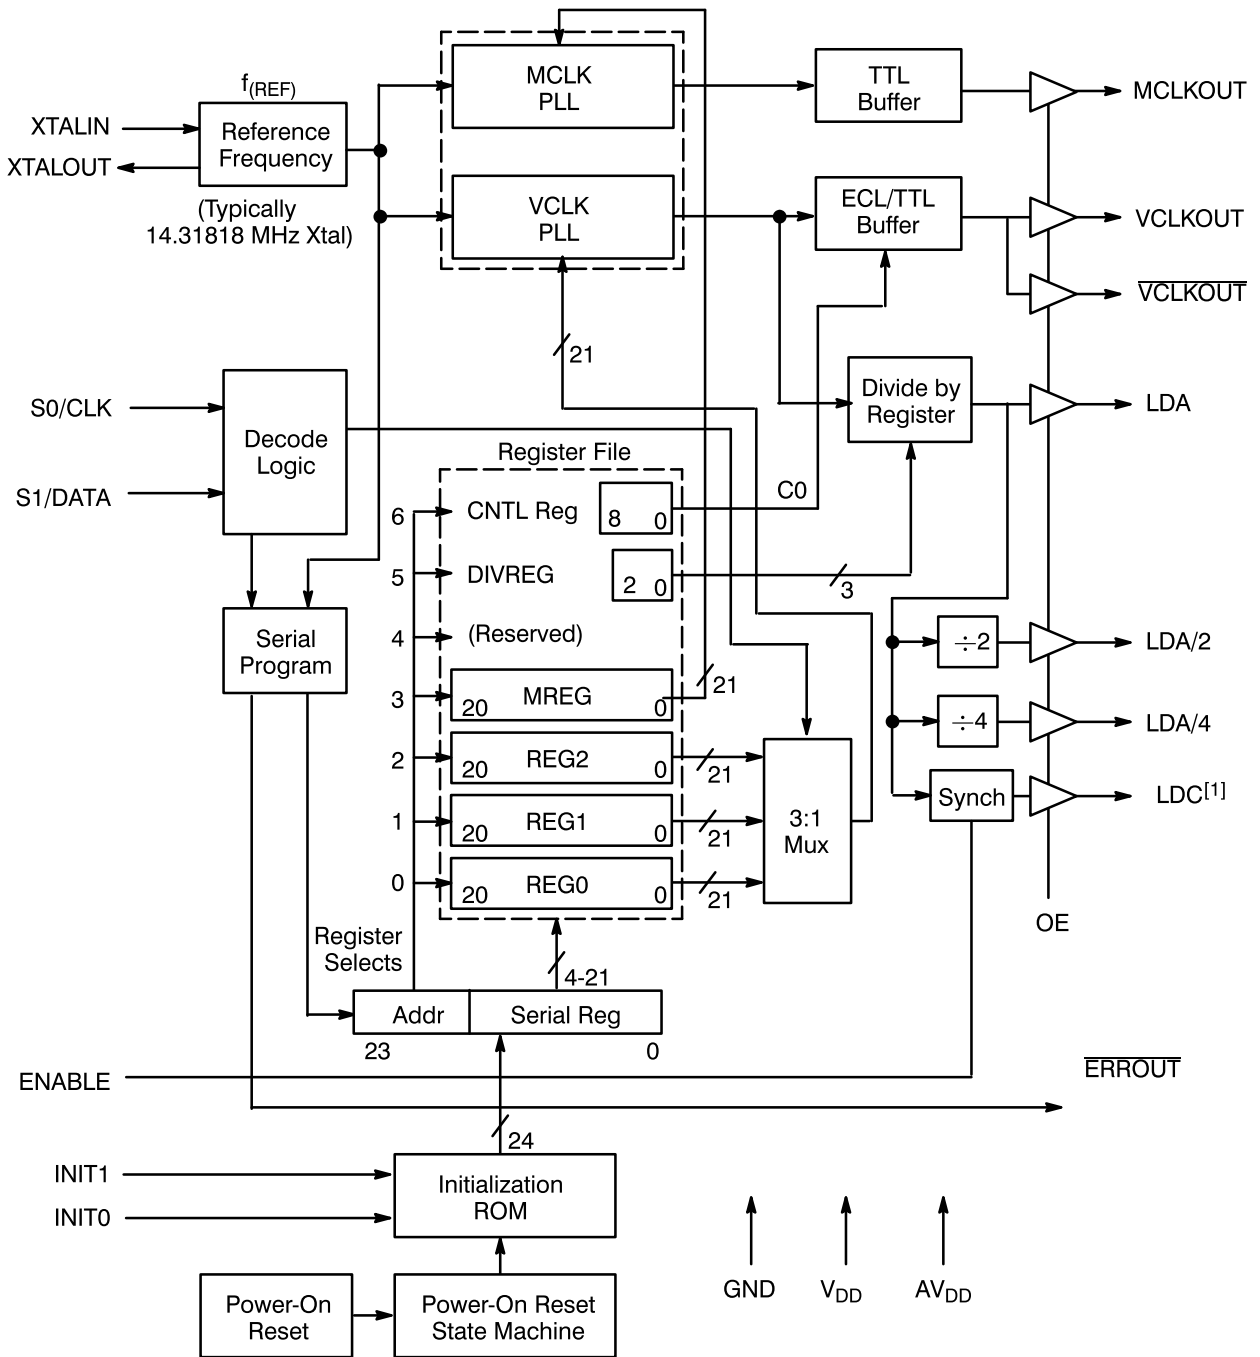 MCLK
PLL
TTL
Buffer
MCLKOUT
f(REF)
XTALIN
XTALOUT
Reference
Frequency
(Typically
14.31818 MHz Xtal)
VCLK
PLL
ECL/TTL
Buffer
VCLKOUT
VCLKOUT
21
S0/CLK
S1/DATA
Decode
Logic
Divide by
Register
LDA
Register File
6
CNTL Reg
8 0
C0
5
DIVREG
2 0
3
4
(Reserved)
Serial
Program
÷2
LDA/2
3
20 MREG 0
21
÷4
LDA/4
2
20 REG2 0
21
Synch
LDC[1]
1
20 REG1 0
21
3:1
Mux
0
20 REG0 0
21
OE
Register
Selects
4-21
Addr
Serial Reg
23
0
ENABLE
ERROUT
24
INIT1
INIT0
Initialization
ROM
Power-On
Reset
Power-On Reset
State Machine
GND
VDD
AVDD